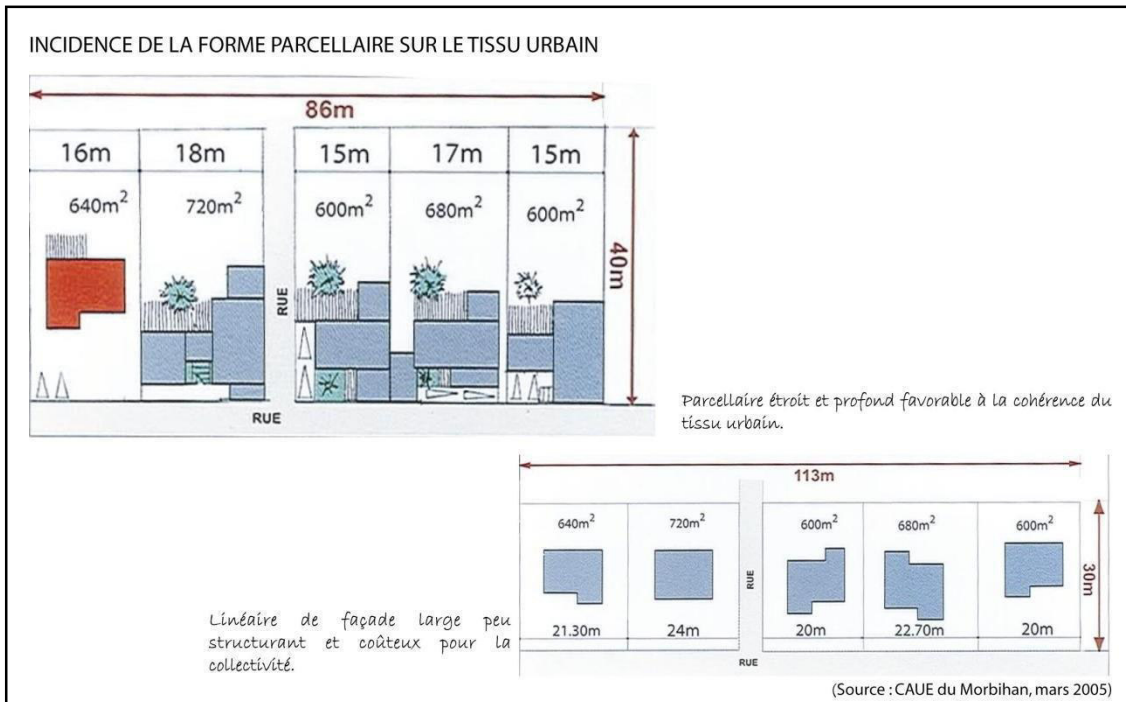 INCIDENCE DE LA FORME PARCELLAIRE SUR LE TISSU URBAIN
86m
16m 18m 15m 17m 15m
640m² 720m² 600m² 680m² 600m²
40m
RUE
RUE
Parcellaire étroit et profond favorable à la cohérence du
tissu urbain.
113m
640m² 720m² 600m² 680m² 600m²
30m
RUE
21.30m 24m 20m 22.70m 20m
RUE
Linéaire de façade large peu
structurant et coûteux pour la
collectivité.
(Source : CAUE du Morbihan, mars 2005)